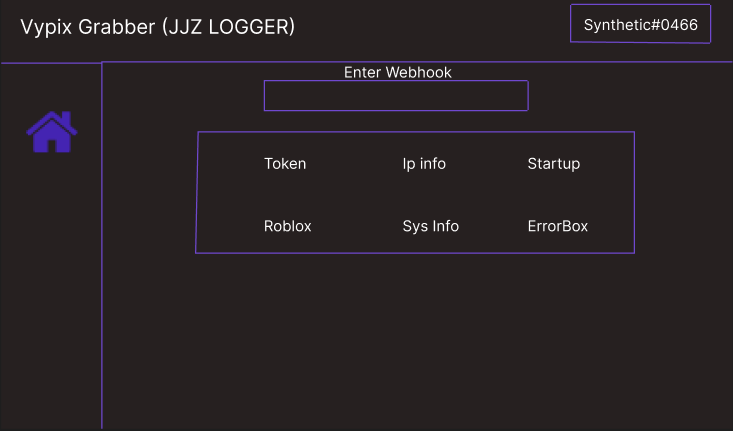 Vypix Grabber (JJZ LOGGER)
Synthetic#0466
Enter Webhook
Token Ip info Startup
Roblox Sys Info ErrorBox